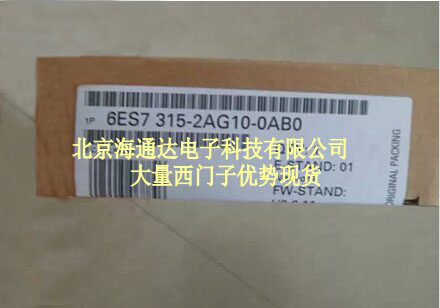 1P 6ES7 315-2AG10-0AB0
北京海通达电子科技有限公司
E-STAND: 01
大量西门子优势现货
FW-STAND:
ORIGINAL PACKING